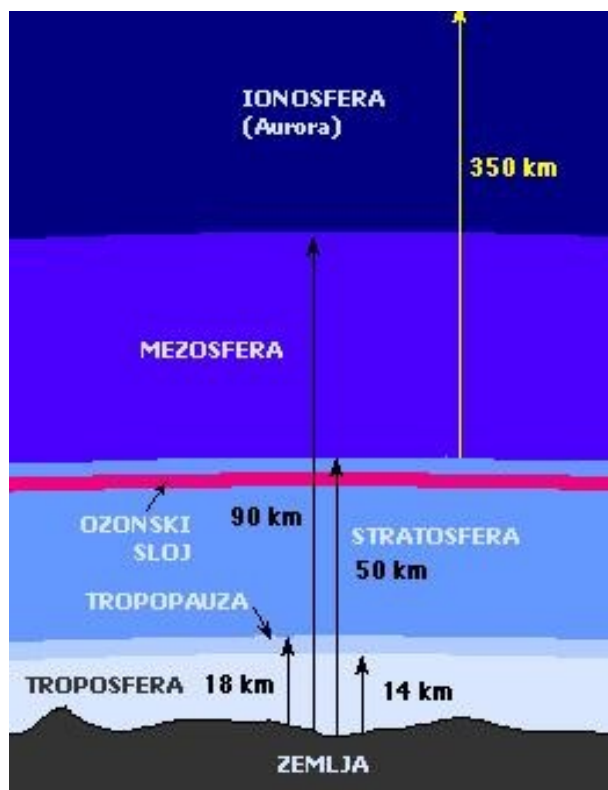 IONOSFERA
(Aurora)
350 km
MEZOSFERA
OZONSKI
SLOJ
90 km
STRATOSFERA
50 km
TROPOPAUZA
TROPOSFERA
18 km
14 km
ZEMLJA